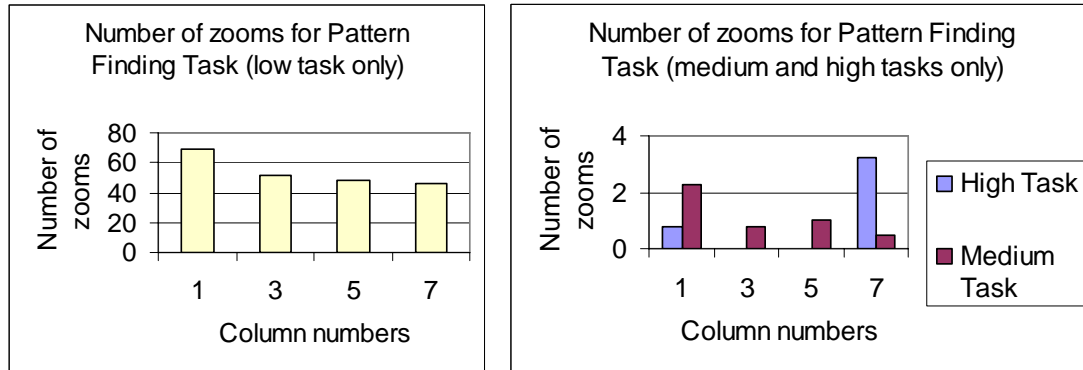 Number of zooms for Pattern
Finding Task (low task only)
Number of
zooms
80
60
40
20
0
1 3 5 7
Column numbers
Number of zooms for Pattern Finding
Task (medium and high tasks only)
Number of
zooms
4
2
0
1 3 5 7
Column numbers
High Task
Medium
Task